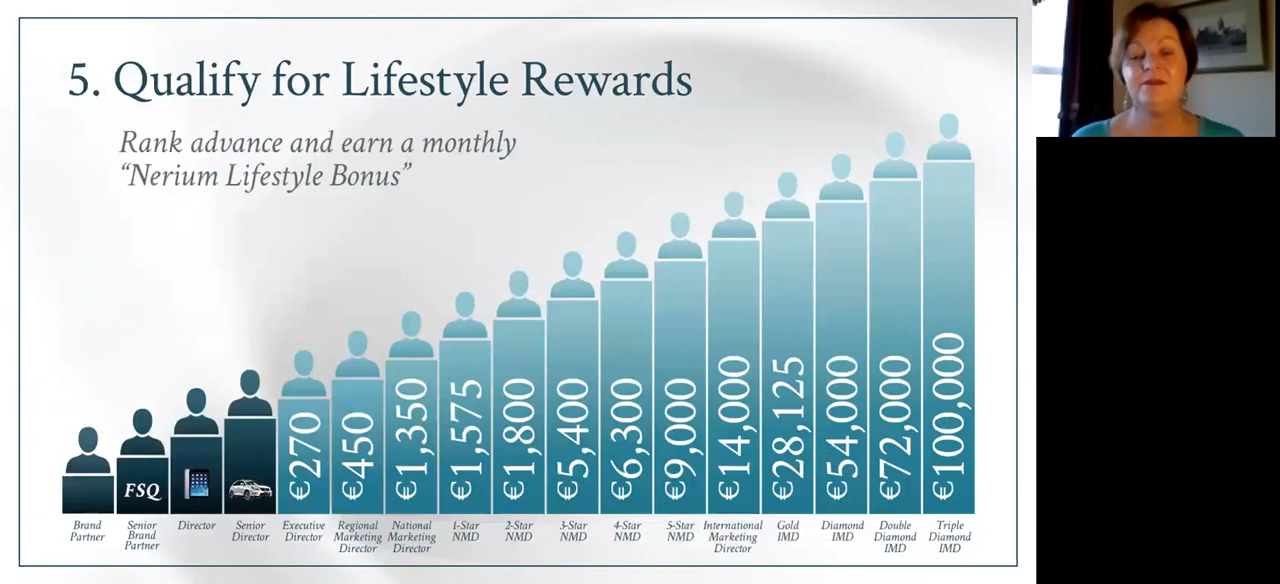 5. Qualify for Lifestyle Rewards
Rank advance and earn a monthly
“Nerium Lifestyle Bonus”
FSQ
€270
€450
€1,350
€1,575
€1,800
€5,400
€6,300
€9,000
€14,000
€28,125
€54,000
€72,000
€100,000
Brand
Partner
Senior
Brand
Partner
Director
Senior
Director
Executive
Director
Regional
Marketing
Director
National
Marketing
Director
1-Star
NMD
2-Star
NMD
3-Star
NMD
4-Star
NMD
5-Star
NMD
International
Marketing
Director
Gold
IMD
Diamond
IMD
Double
Diamond
IMD
Triple
Diamond
IMD